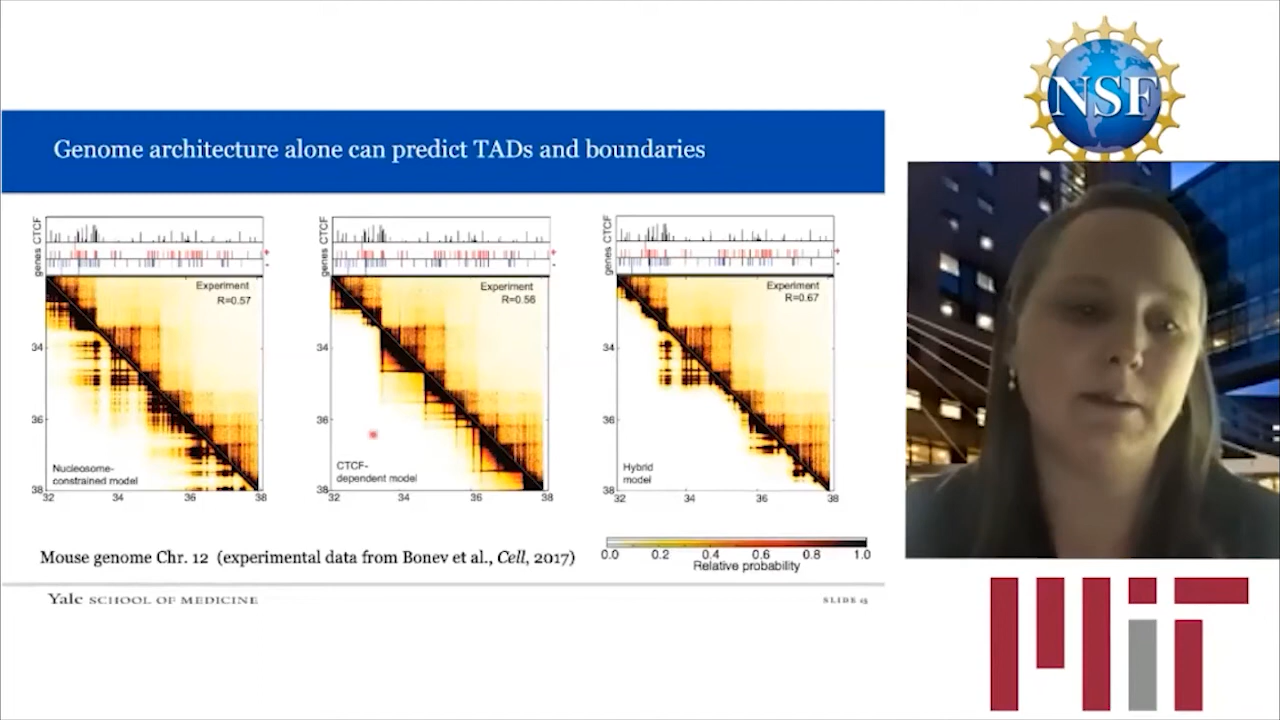 Genome architecture alone can predict TADs and boundaries
genes CTCF
+
-
Experiment
R=0.57
34
36
38
Nucleosome-
constrained model
32 34 36 38
genes CTCF
+
-
Experiment
R=0.56
34
36
38
CTCF-
dependent model
32 34 36 38
genes CTCF
+
-
Experiment
R=0.67
34
36
38
Hybrid
model
32 34 36 38
Mouse genome Chr. 12 (experimental data from Bonev et al., Cell, 2017)
0.0 0.2 0.4 0.6 0.8 1.0
Relative probability
Yale SCHOOL OF MEDICINE
SLIDE
NSF
MIT